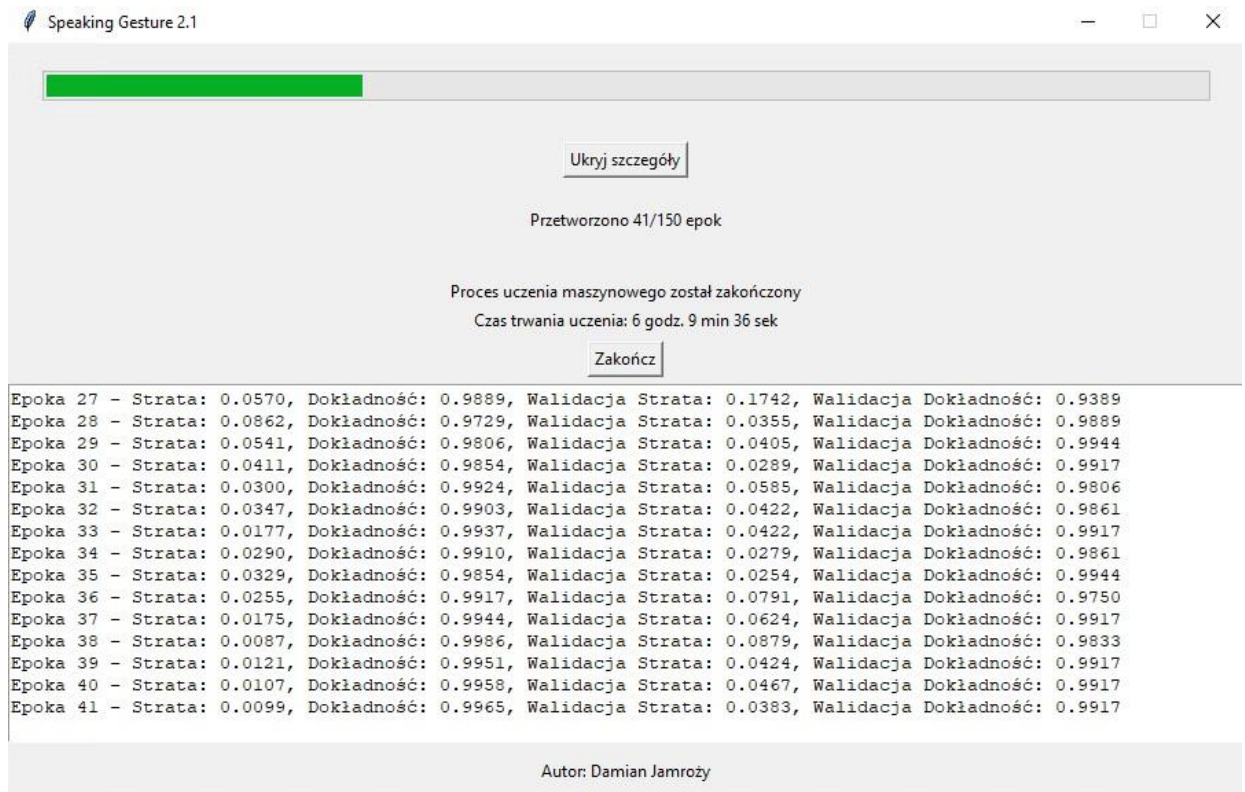 Speaking Gesture 2.1
Ukryj szczegóły
Przetworzono 41/150 epok
Proces uczenia maszynowego został zakończony
Czas trwania uczenia: 6 godz. 9 min 36 sek
Zakończ
Epoka 27 - Strata: 0.0570, Dokładność: 0.9889, Walidacja Strata: 0.1742, Walidacja Dokładność: 0.9389
Epoka 28 - Strata: 0.0862, Dokładność: 0.9729, Walidacja Strata: 0.0355, Walidacja Dokładność: 0.9889
Epoka 29 - Strata: 0.0541, Dokładność: 0.9806, Walidacja Strata: 0.0405, Walidacja Dokładność: 0.9944
Epoka 30 - Strata: 0.0411, Dokładność: 0.9854, Walidacja Strata: 0.0289, Walidacja Dokładność: 0.9917
Epoka 31 - Strata: 0.0300, Dokładność: 0.9924, Walidacja Strata: 0.0585, Walidacja Dokładność: 0.9806
Epoka 32 - Strata: 0.0347, Dokładność: 0.9903, Walidacja Strata: 0.0422, Walidacja Dokładność: 0.9861
Epoka 33 - Strata: 0.0177, Dokładność: 0.9937, Walidacja Strata: 0.0422, Walidacja Dokładność: 0.9917
Epoka 34 - Strata: 0.0290, Dokładność: 0.9910, Walidacja Strata: 0.0279, Walidacja Dokładność: 0.9861
Epoka 35 - Strata: 0.0329, Dokładność: 0.9854, Walidacja Strata: 0.0254, Walidacja Dokładność: 0.9944
Epoka 36 - Strata: 0.0255, Dokładność: 0.9917, Walidacja Strata: 0.0791, Walidacja Dokładność: 0.9750
Epoka 37 - Strata: 0.0175, Dokładność: 0.9944, Walidacja Strata: 0.0624, Walidacja Dokładność: 0.9917
Epoka 38 - Strata: 0.0087, Dokładność: 0.9986, Walidacja Strata: 0.0879, Walidacja Dokładność: 0.9833
Epoka 39 - Strata: 0.0121, Dokładność: 0.9951, Walidacja Strata: 0.0424, Walidacja Dokładność: 0.9917
Epoka 40 - Strata: 0.0107, Dokładność: 0.9958, Walidacja Strata: 0.0467, Walidacja Dokładność: 0.9917
Epoka 41 - Strata: 0.0099, Dokładność: 0.9965, Walidacja Strata: 0.0383, Walidacja Dokładność: 0.9917
Autor: Damian Jamroży